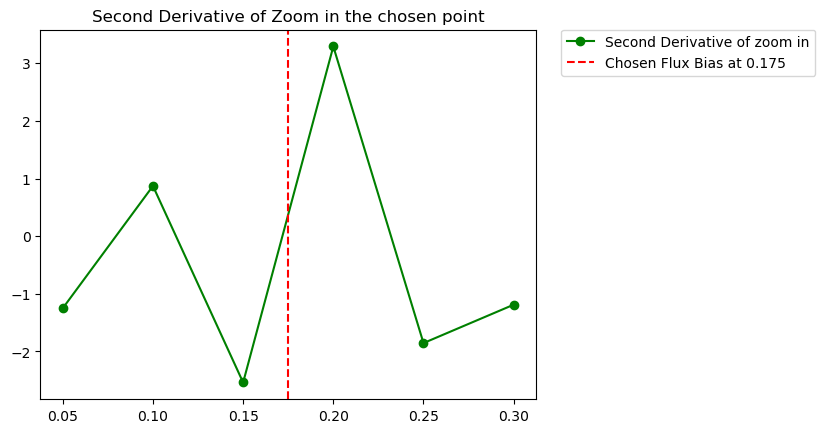 Second Derivative of Zoom in the chosen point
Second Derivative of zoom in
Chosen Flux Bias at 0.175
3
2
1
0
−1
−2
0.05 0.10 0.15 0.20 0.25 0.30